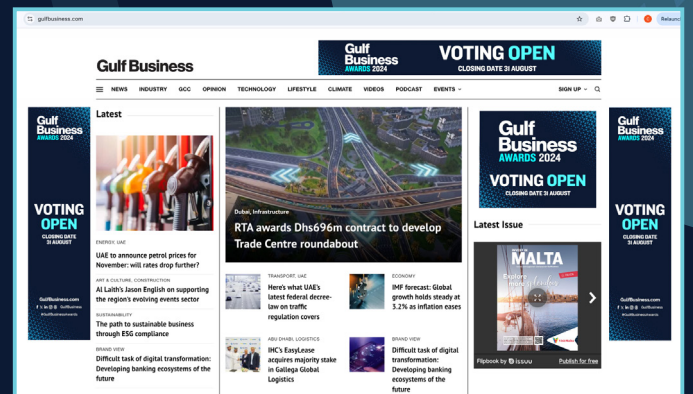 gulfbusiness.com
Relaunch
Gulf Business
Gulf
Business
AWARDS 2024
VOTING OPEN
CLOSING DATE 31 AUGUST
NEWS INDUSTRY GCC OPINION TECHNOLOGY LIFESTYLE CLIMATE VIDEOS PODCAST EVENTS SIGN UP
Gulf
Business
AWARDS 2024
VOTING
OPEN
CLOSING DATE
31 AUGUST
GulfBusiness.com
Latest
ENERGY, UAE
UAE to announce petrol prices for
November: will rates drop further?
ART & CULTURE, CONSTRUCTION
Al Laith's Jason English on supporting
the region's evolving events sector
SUSTAINABILITY
The path to sustainable business
through ESG compliance
BRAND VIEW
Difficult task of digital transformation:
Developing banking ecosystems of the
future
Dubai, Infrastructure
RTA awards Dhs696m contract to develop
Trade Centre roundabout
TRANSPORT, UAE
Here's what UAE's
latest federal decree-
law on traffic
regulation covers
ECONOMY
IMF forecast: Global
growth holds steady at
3.2% as inflation eases
ABU DHABI, LOGISTICS
IHC's EasyLease
acquires majority stake
in Gallega Global
Logistics
BRAND VIEW
Difficult task of digital
transformation:
Developing banking
ecosystems of the
future
Gulf
Business
AWARDS 2024
VOTING OPEN
CLOSING DATE 31 AUGUST
Latest Issue
MALTA
Explore
more
Flipbook by issuu
Publish for free
Gulf
Business
AWARDS 2024
VOTING
OPEN
CLOSING DATE
31 AUGUST
GulfBusiness.com